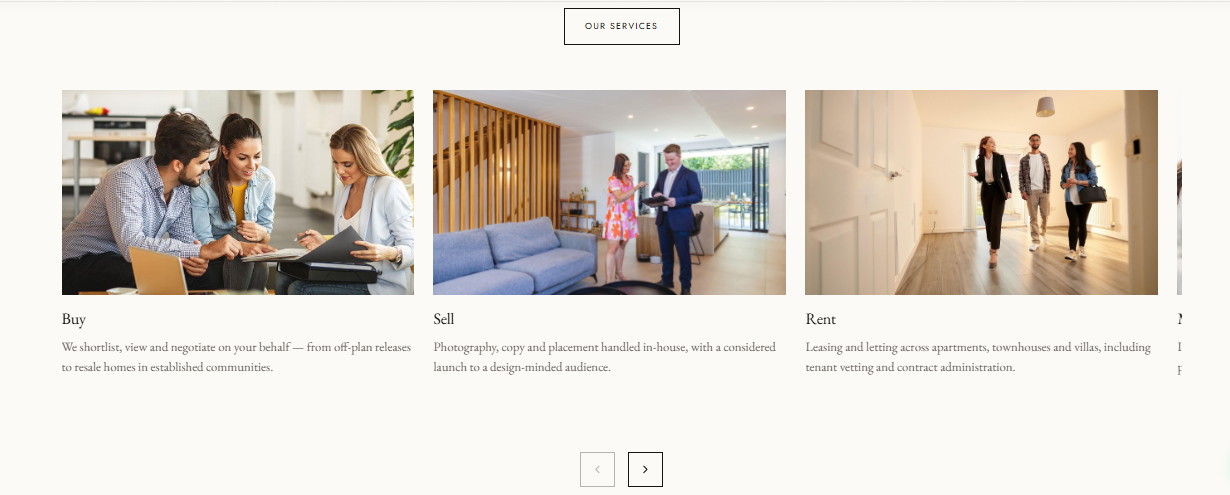 OUR SERVICES
Buy
We shortlist, view and negotiate on your behalf — from off-plan releases
to resale homes in established communities.
Sell
Photography, copy and placement handled in-house, with a considered
launch to a design-minded audience.
Rent
Leasing and letting across apartments, townhouses and villas, including
tenant vetting and contract administration.